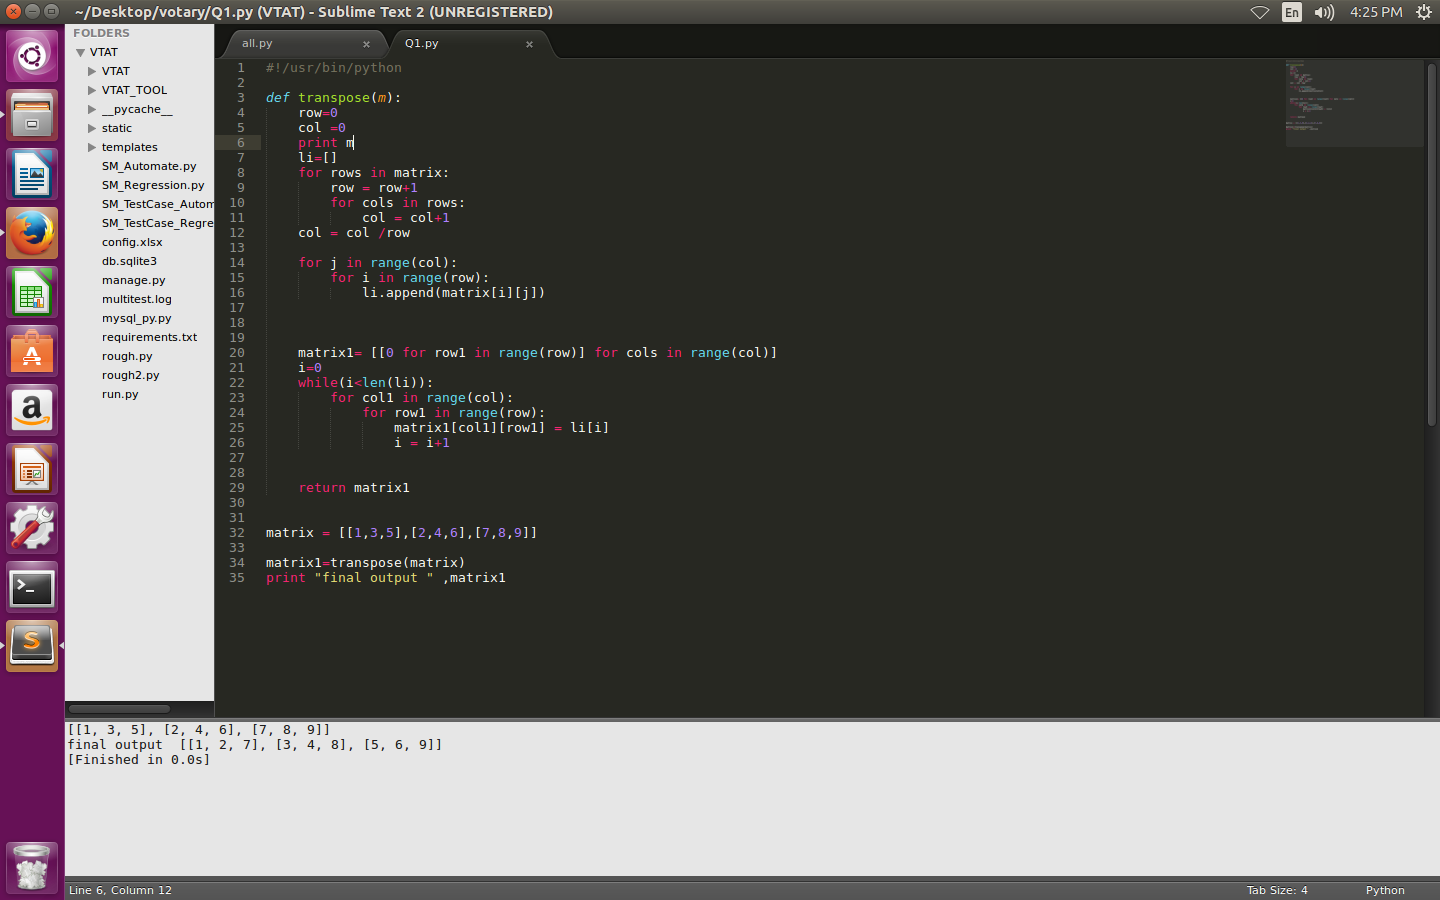 ~/Desktop/votary/Q1.py (VTAT) - Sublime Text 2 (UNREGISTERED)
En
4:25 PM
FOLDERS
VTAT
VTAT
VTAT_TOOL
__pycache__
static
templates
SM_Automate.py
SM_Regression.py
SM_TestCase_Autom
SM_TestCase_Regre
config.xlsx
db.sqlite3
manage.py
multitest.log
mysql_py.py
requirements.txt
rough.py
rough2.py
run.py
all.py × Q1.py ×
1 #!/usr/bin/python
2
3 def transpose(m):
4     row=0
5     col =0
6     print m
7     li=[]
8     for rows in matrix:
9         row = row+1
10         for cols in rows:
11             col = col+1
12     col = col /row
13
14     for j in range(col):
15         for i in range(row):
16             li.append(matrix[i][j])
17
18
19
20     matrix1= [[0 for row1 in range(row)] for cols in range(col)]
21     i=0
22     while(i<len(li)):
23         for col1 in range(col):
24             for row1 in range(row):
25                 matrix1[col1][row1] = li[i]
26                 i = i+1
27
28
29     return matrix1
30
31
32 matrix = [[1,3,5],[2,4,6],[7,8,9]]
33
34 matrix1=transpose(matrix)
35 print "final output " ,matrix1
[[1, 3, 5], [2, 4, 6], [7, 8, 9]]
final output  [[1, 2, 7], [3, 4, 8], [5, 6, 9]]
[Finished in 0.0s]
Line 6, Column 12
Tab Size: 4
Python